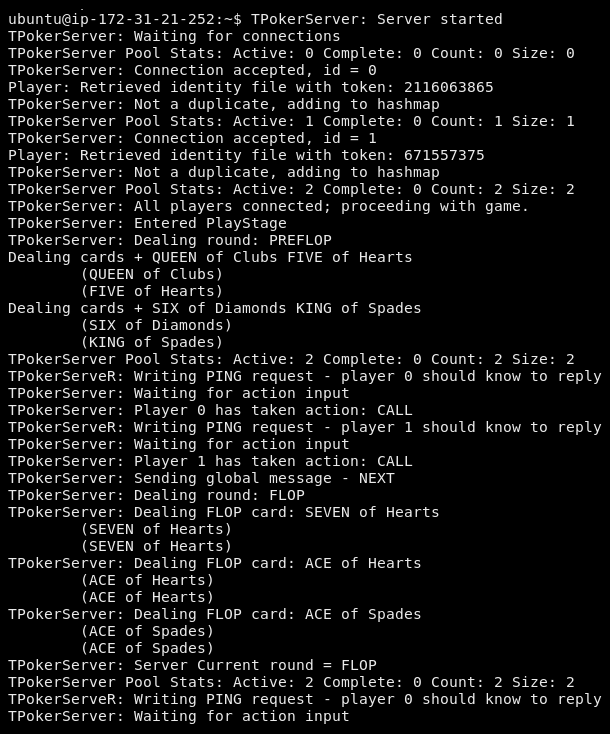 ubuntu@ip-172-31-21-252:~$ TPokerServer: Server started
TPokerServer: Waiting for connections
TPokerServer Pool Stats: Active: 0 Complete: 0 Count: 0 Size: 0
TPokerServer: Connection accepted, id = 0
Player: Retrieved identity file with token: 2116063865
TPokerServer: Not a duplicate, adding to hashmap
TPokerServer Pool Stats: Active: 1 Complete: 0 Count: 1 Size: 1
TPokerServer: Connection accepted, id = 1
Player: Retrieved identity file with token: 671557375
TPokerServer: Not a duplicate, adding to hashmap
TPokerServer Pool Stats: Active: 2 Complete: 0 Count: 2 Size: 2
TPokerServer: All players connected; proceeding with game.
TPokerServer: Entered PlayStage
TPokerServer: Dealing round: PREFLOP
Dealing cards + QUEEN of Clubs FIVE of Hearts
        (QUEEN of Clubs)
        (FIVE of Hearts)
Dealing cards + SIX of Diamonds KING of Spades
        (SIX of Diamonds)
        (KING of Spades)
TPokerServer Pool Stats: Active: 2 Complete: 0 Count: 2 Size: 2
TPokerServeR: Writing PING request - player 0 should know to reply
TPokerServer: Waiting for action input
TPokerServer: Player 0 has taken action: CALL
TPokerServeR: Writing PING request - player 1 should know to reply
TPokerServer: Waiting for action input
TPokerServer: Player 1 has taken action: CALL
TPokerServer: Sending global message - NEXT
TPokerServer: Dealing round: FLOP
TPokerServer: Dealing FLOP card: SEVEN of Hearts
        (SEVEN of Hearts)
        (SEVEN of Hearts)
TPokerServer: Dealing FLOP card: ACE of Hearts
        (ACE of Hearts)
        (ACE of Hearts)
TPokerServer: Dealing FLOP card: ACE of Spades
        (ACE of Spades)
        (ACE of Spades)
TPokerServer: Server Current round = FLOP
TPokerServer Pool Stats: Active: 2 Complete: 0 Count: 2 Size: 2
TPokerServeR: Writing PING request - player 0 should know to reply
TPokerServer: Waiting for action input